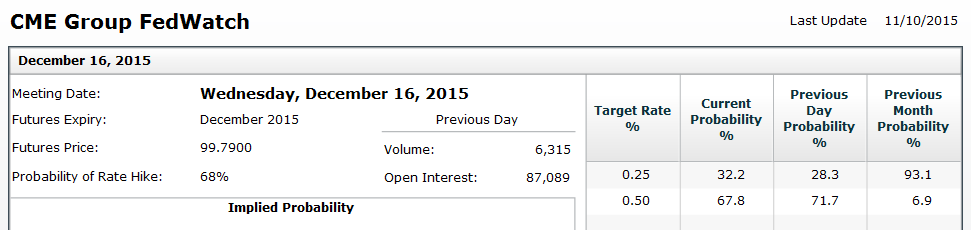 CME Group FedWatch
Last Update 11/10/2015
December 16, 2015
Meeting Date: Wednesday, December 16, 2015
Futures Expiry: December 2015 Previous Day
Futures Price: 99.7900 Volume: 6,315
Probability of Rate Hike: 68% Open Interest: 87,089
Implied Probability
Target Rate % Current Probability % Previous Day Probability % Previous Month Probability %
0.25 32.2 28.3 93.1
0.50 67.8 71.7 6.9